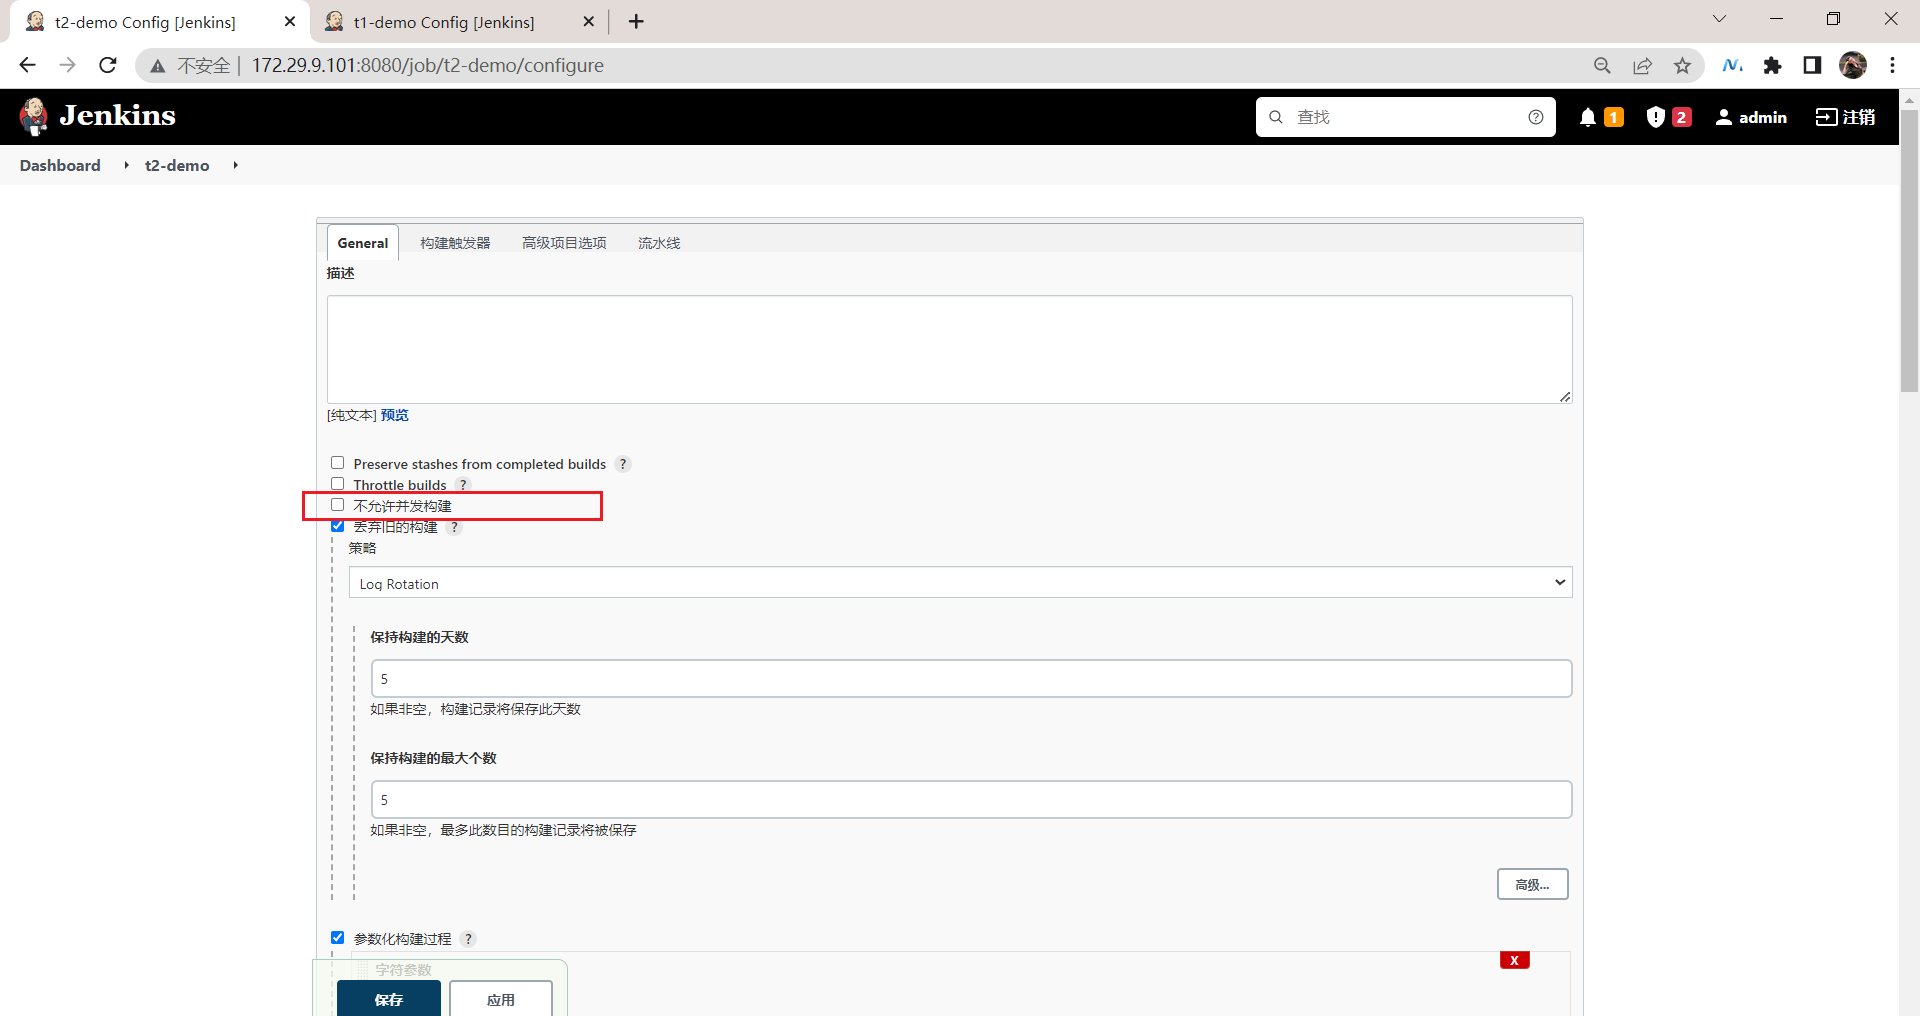 t2-demo Config [Jenkins]
t1-demo Config [Jenkins]
不安全 | 172.29.9.101:8080/job/t2-demo/configure
Jenkins
查找
1
2
admin
注销
Dashboard
t2-demo
General
构建触发器
高级项目选项
流水线
描述
[纯文本] 预览
Preserve stashes from completed builds ?
Throttle builds ?
不允许并发构建
丢弃旧的构建 ?
策略
Log Rotation
保持构建的天数
5
如果非空，构建记录将保存此天数
保持构建的最大个数
5
如果非空，最多此数目的构建记录将被保存
高级...
参数化构建过程 ?
字符参数
X
保存
应用